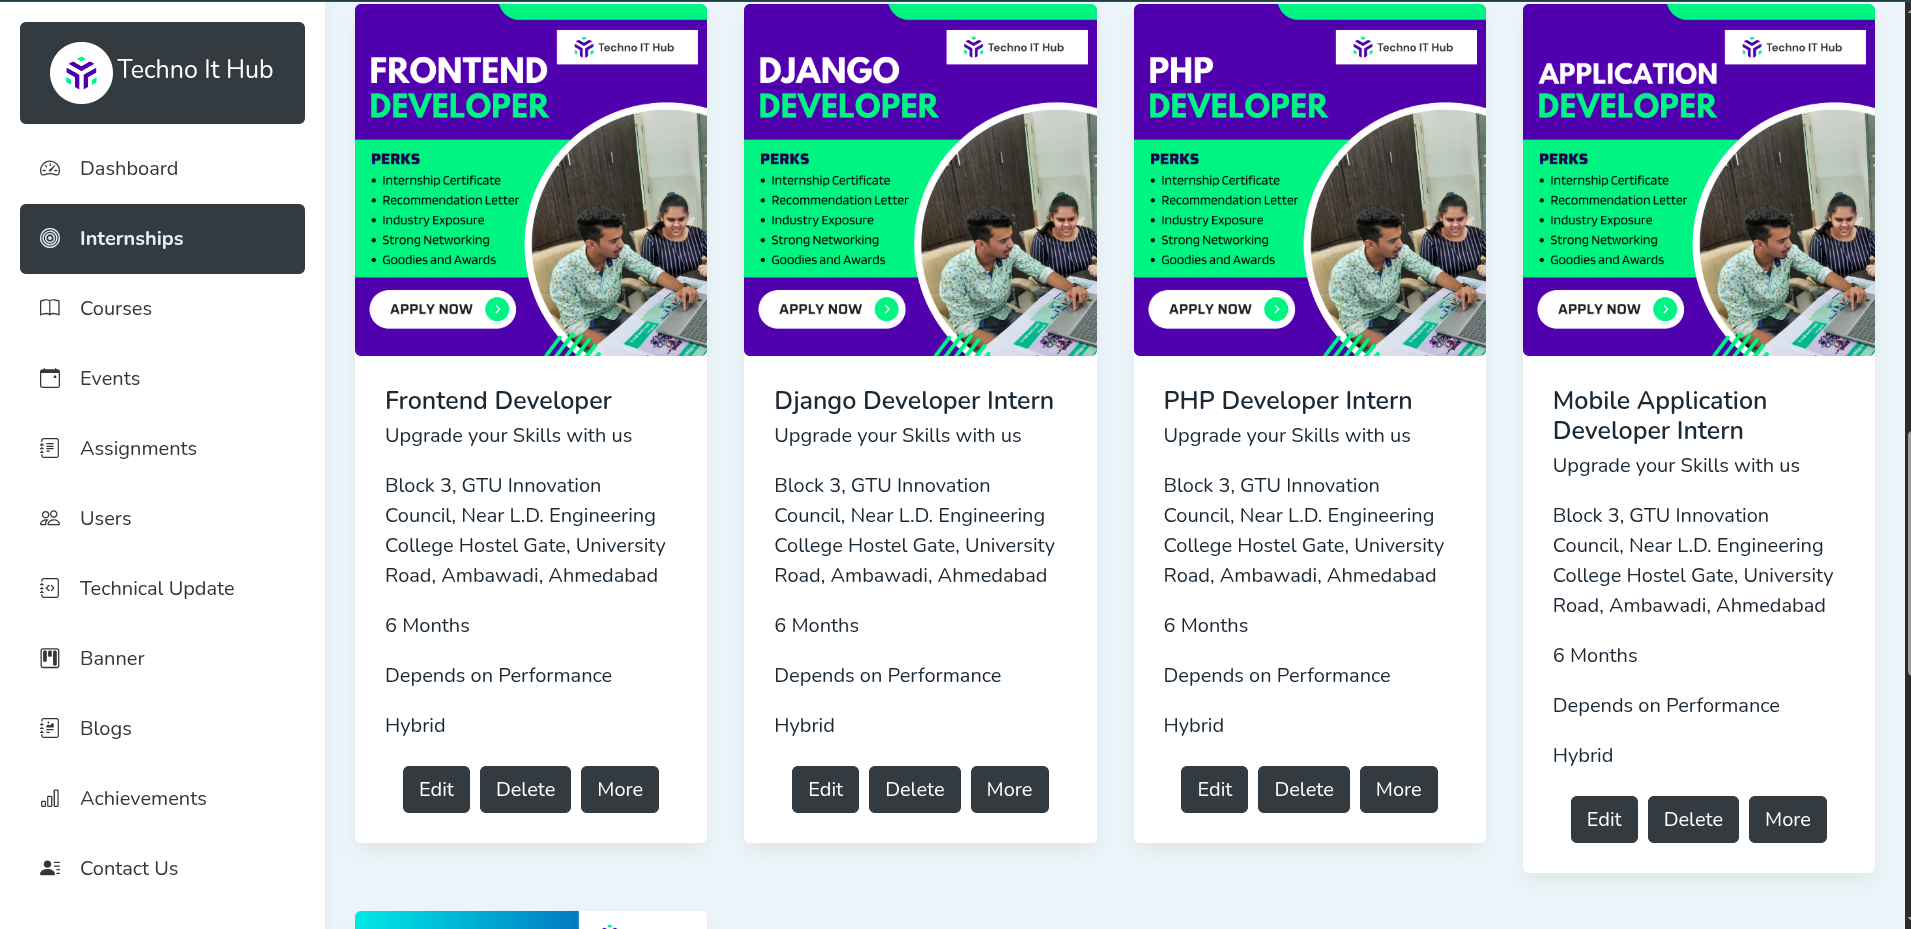 Techno It Hub
Dashboard
Internships
Courses
Events
Assignments
Users
Technical Update
Banner
Blogs
Achievements
Contact Us
Techno IT Hub
FRONTEND
DEVELOPER
PERKS
• Internship Certificate
• Recommendation Letter
• Industry Exposure
• Strong Networking
• Goodies and Awards
APPLY NOW
Frontend Developer
Upgrade your Skills with us
Block 3, GTU Innovation
Council, Near L.D. Engineering
College Hostel Gate, University
Road, Ambawadi, Ahmedabad
6 Months
Depends on Performance
Hybrid
Edit Delete More
Techno IT Hub
DJANGO
DEVELOPER
PERKS
• Internship Certificate
• Recommendation Letter
• Industry Exposure
• Strong Networking
• Goodies and Awards
APPLY NOW
Django Developer Intern
Upgrade your Skills with us
Block 3, GTU Innovation
Council, Near L.D. Engineering
College Hostel Gate, University
Road, Ambawadi, Ahmedabad
6 Months
Depends on Performance
Hybrid
Edit Delete More
Techno IT Hub
PHP
DEVELOPER
PERKS
• Internship Certificate
• Recommendation Letter
• Industry Exposure
• Strong Networking
• Goodies and Awards
APPLY NOW
PHP Developer Intern
Upgrade your Skills with us
Block 3, GTU Innovation
Council, Near L.D. Engineering
College Hostel Gate, University
Road, Ambawadi, Ahmedabad
6 Months
Depends on Performance
Hybrid
Edit Delete More
Techno IT Hub
APPLICATION
DEVELOPER
PERKS
• Internship Certificate
• Recommendation Letter
• Industry Exposure
• Strong Networking
• Goodies and Awards
APPLY NOW
Mobile Application
Developer Intern
Upgrade your Skills with us
Block 3, GTU Innovation
Council, Near L.D. Engineering
College Hostel Gate, University
Road, Ambawadi, Ahmedabad
6 Months
Depends on Performance
Hybrid
Edit Delete More